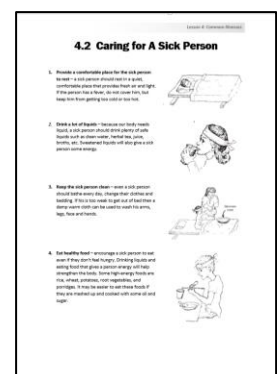 Lesson 4: Common Illnesses
4.2 Caring for A Sick Person
1. Provide a comfortable place for the sick person
to rest – a sick person should rest in a quiet,
comfortable place that provides fresh air and light.
If the person has a fever, do not cover him, but
keep him from getting too cold or too hot.
2. Drink a lot of liquids – because our body needs
liquid, a sick person should drink plenty of safe
liquids such as clean water, herbal tea, juice,
broths, etc. Sweetened liquids will also give a sick
person some energy.
3. Keep the sick person clean – even a sick person
should bathe every day, change their clothes and
bedding. If he is too weak to get out of bed then a
damp warm cloth can be used to wash his arms,
legs, face and hands.
4. Eat healthy food – encourage a sick person to eat
even if they don't feel hungry. Drinking liquids and
eating food that gives a person energy will help
strengthen the body. Some high energy foods are
rice, wheat, potatoes, root vegetables, and
porridges. It may be easier to eat these foods if
they are mashed up and cooked with some oil and
sugar.